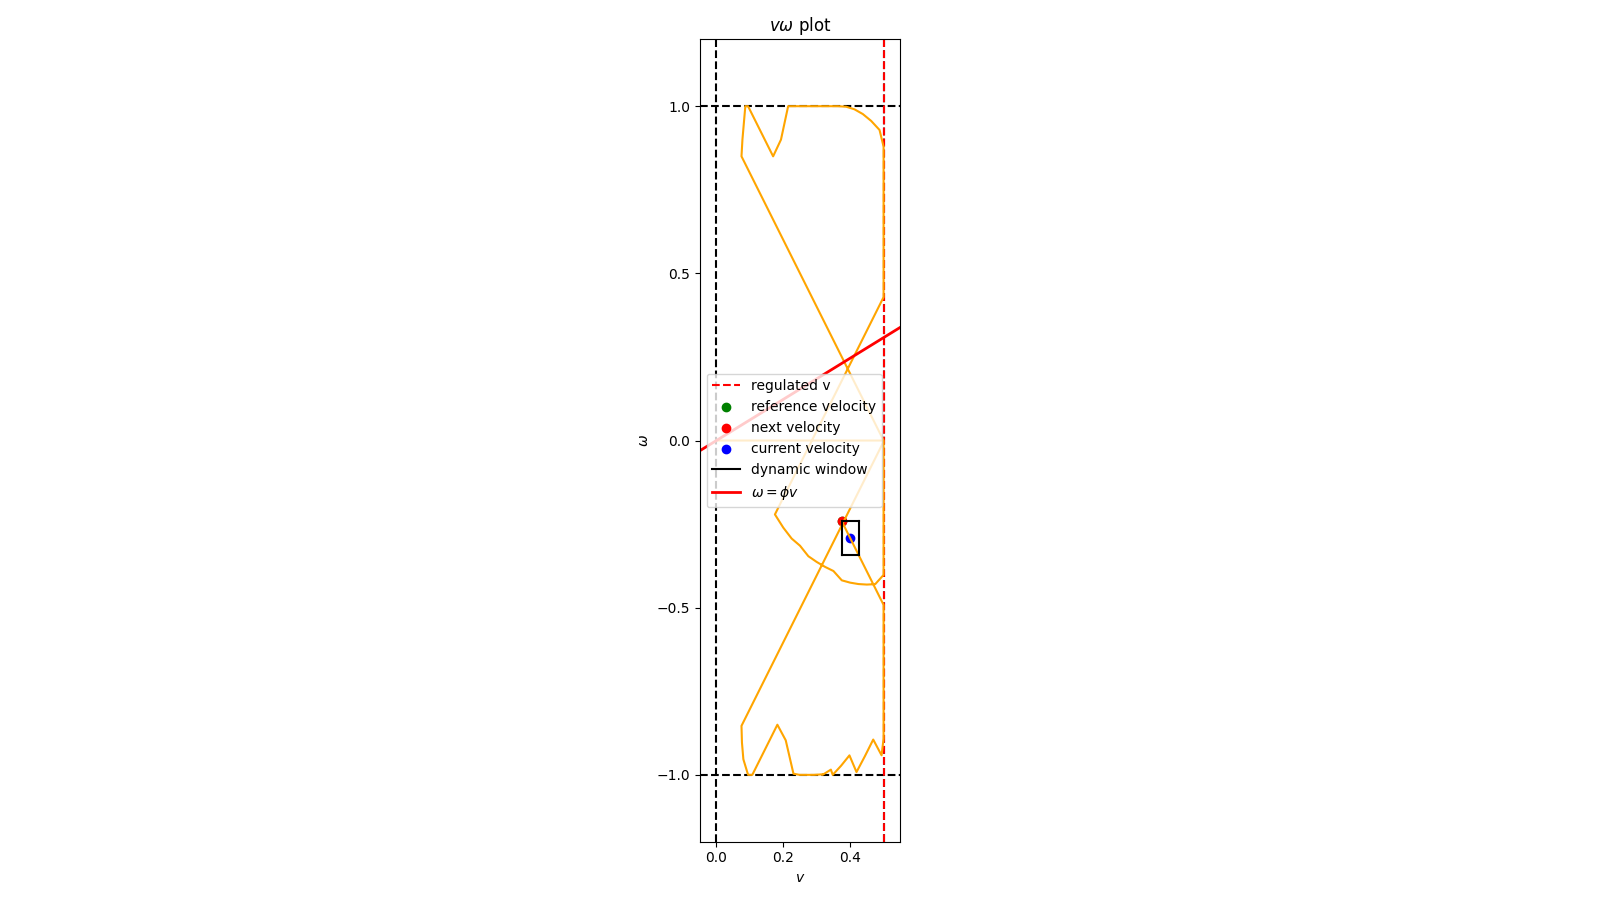 vω plot
1.0
0.5
0.0
−0.5
−1.0
ω
regulated v
reference velocity
next velocity
current velocity
dynamic window
ω = ϕv
0.0 0.2 0.4
v